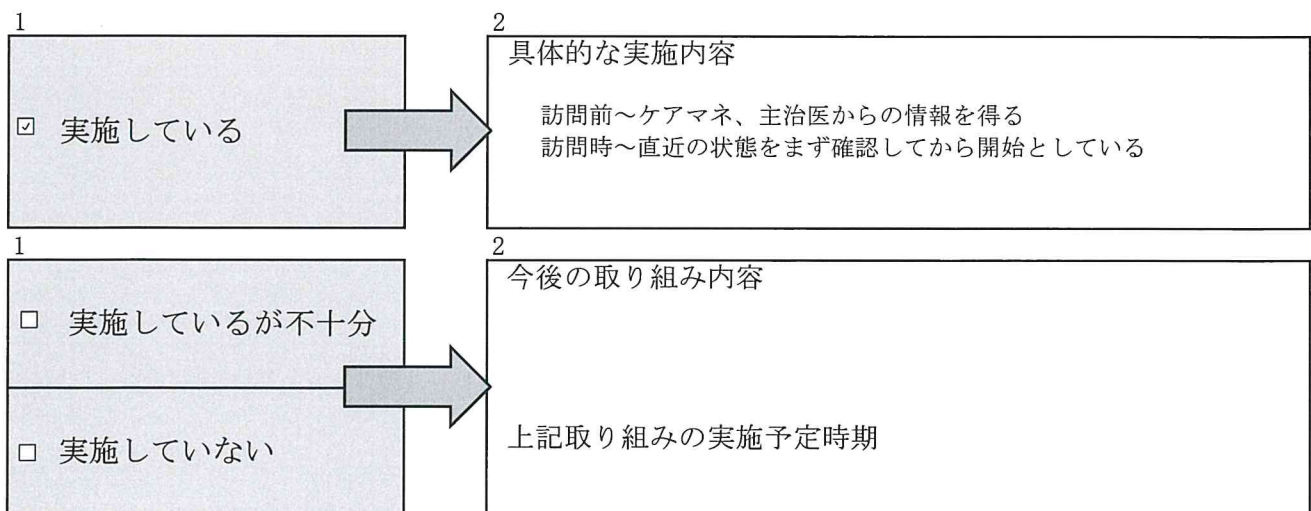 1
2
☑ 実施している
具体的な実施内容
訪問前～ケアマネ、主治医からの情報を得る
訪問時～直近の状態をまず確認してから開始としている
1
2
□ 実施しているが不十分
□ 実施していない
今後の取り組み内容
上記取り組みの実施予定時期